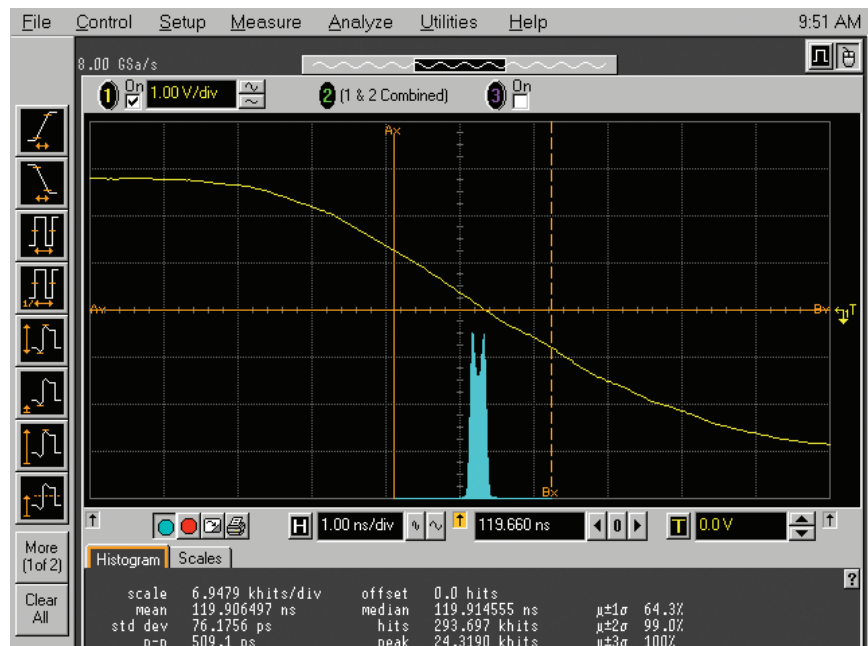 File Control Setup Measure Analyze Utilities Help 9:51 AM
8.00 GSa/s
1 On 1.00 V/div 2 (1 & 2 Combined) 3 On
Ax
Ay By T
Bx
H 1.00 ns/div 119.660 ns 0 T 0.0 V
More
(1of 2)
Clear
All
Histogram Scales
?
scale 6.9479 khits/div offset 0.0 hits
mean 119.906497 ns median 119.914555 ns µ±1σ 64.3%
std dev 76.1756 ps hits 293.697 khits µ±2σ 99.0%
p-p 509.1 ps peak 24.3190 khits µ±3σ 100%